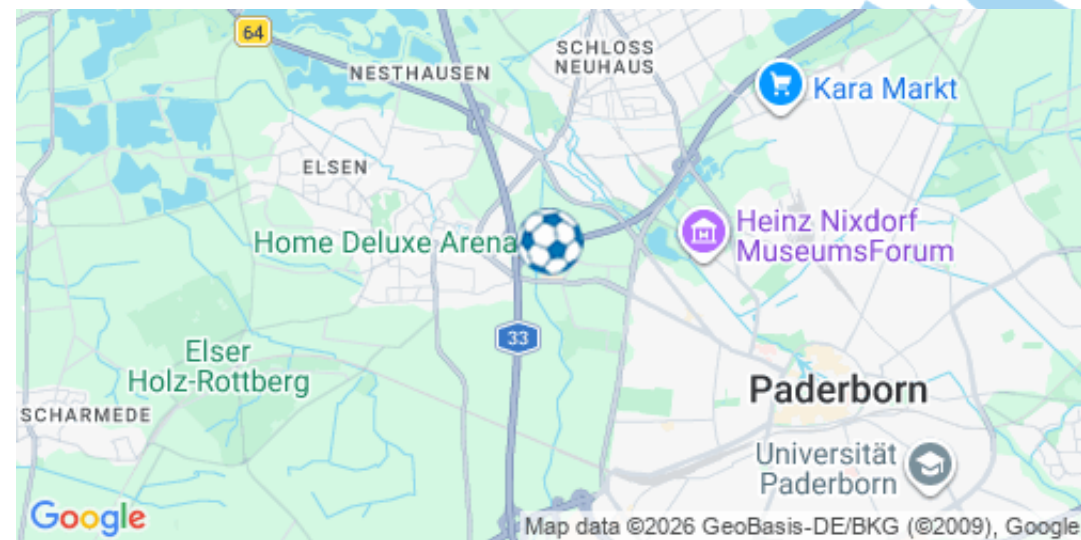 64
SCHLOSS
NEUHAUS
NESTHAUSEN
Kara Markt
ELSEN
Heinz Nixdorf
MuseumsForum
Home Deluxe Arena
33
Elser
Holz-Rottberg
Paderborn
SCHARMEDE
Universität
Paderborn
Google
Map data ©2026 GeoBasis-DE/BKG (©2009), Google